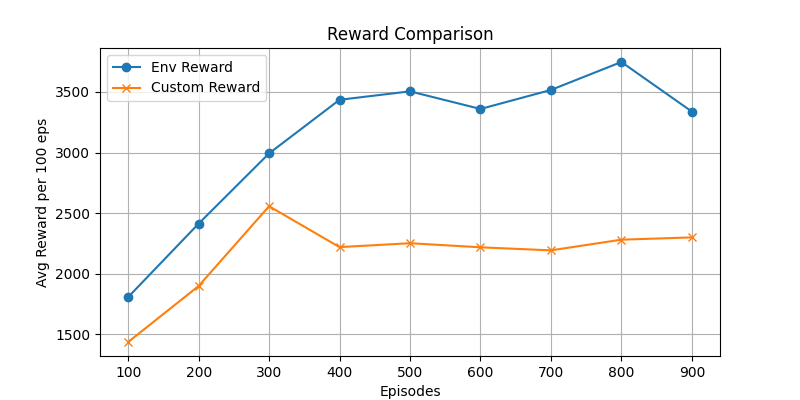 Reward Comparison
Env Reward
Custom Reward
Avg Reward per 100 eps
3500
3000
2500
2000
1500
100 200 300 400 500 600 700 800 900
Episodes